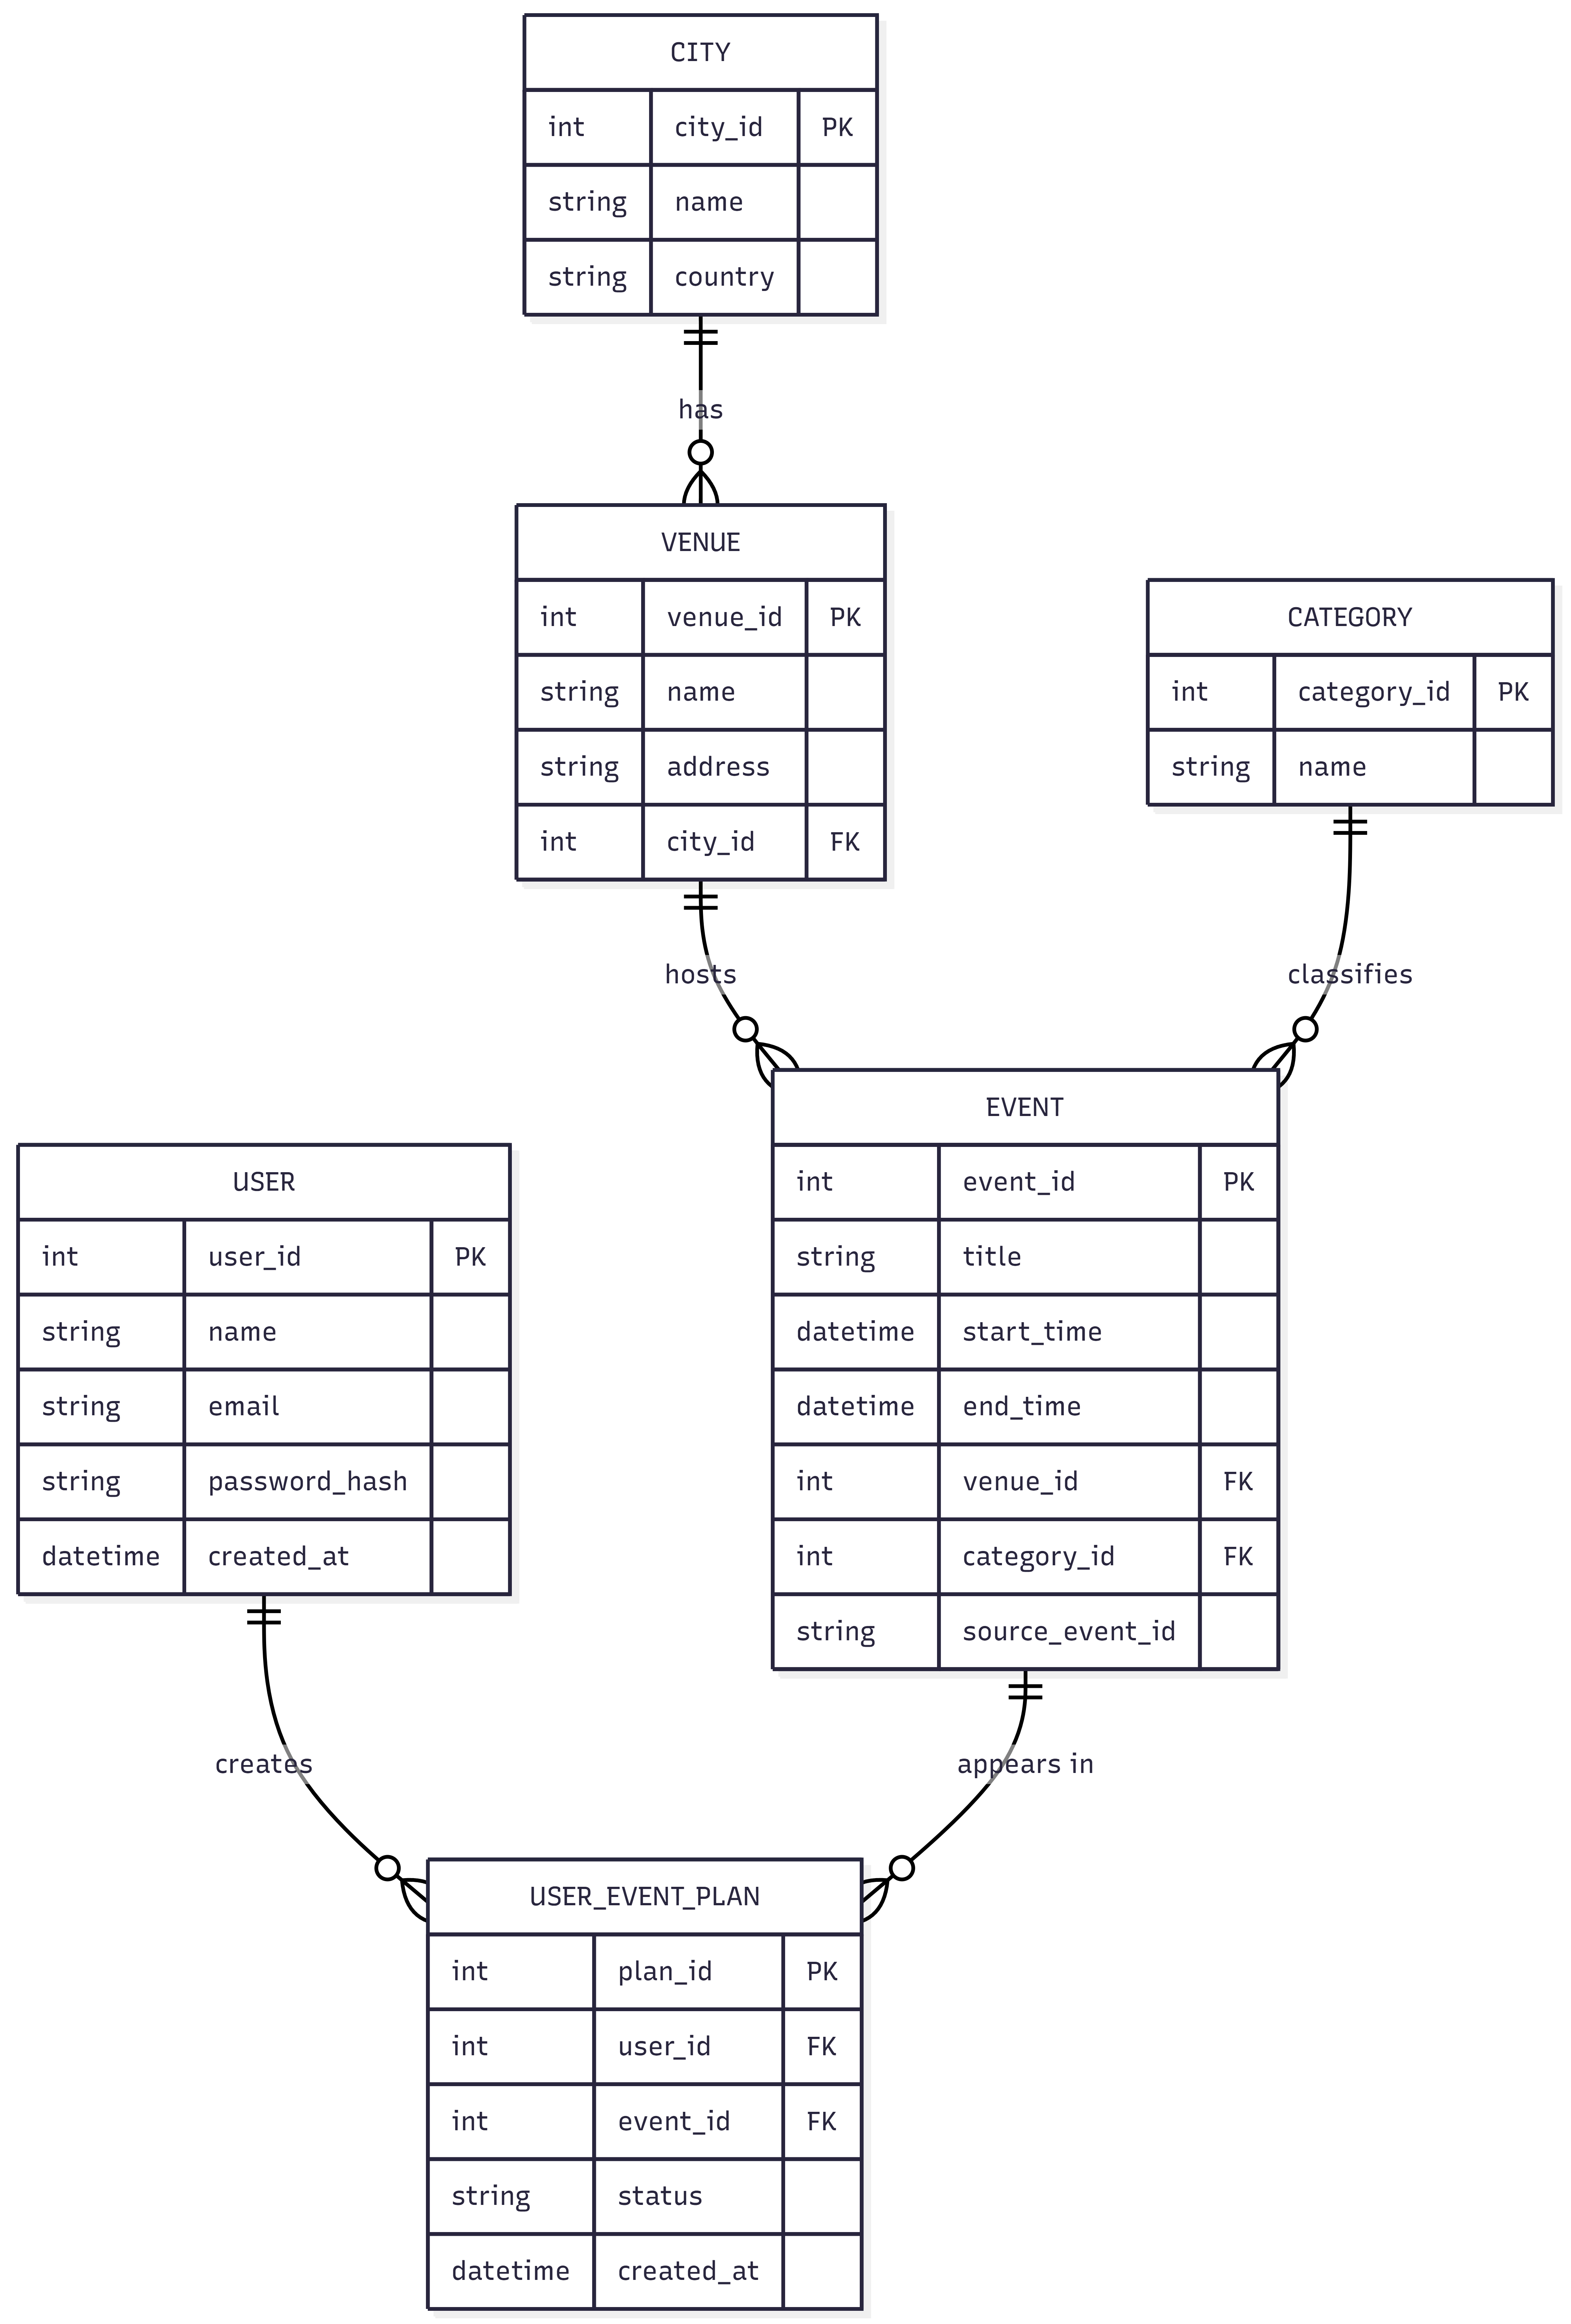 CITY
int city_id PK
string name
string country
has
VENUE
int venue_id PK
string name
string address
int city_id FK
CATEGORY
int category_id PK
string name
hosts
classifies
EVENT
int event_id PK
string title
datetime start_time
datetime end_time
int venue_id FK
int category_id FK
string source_event_id
USER
int user_id PK
string name
string email
string password_hash
datetime created_at
creates
appears in
USER_EVENT_PLAN
int plan_id PK
int user_id FK
int event_id FK
string status
datetime created_at